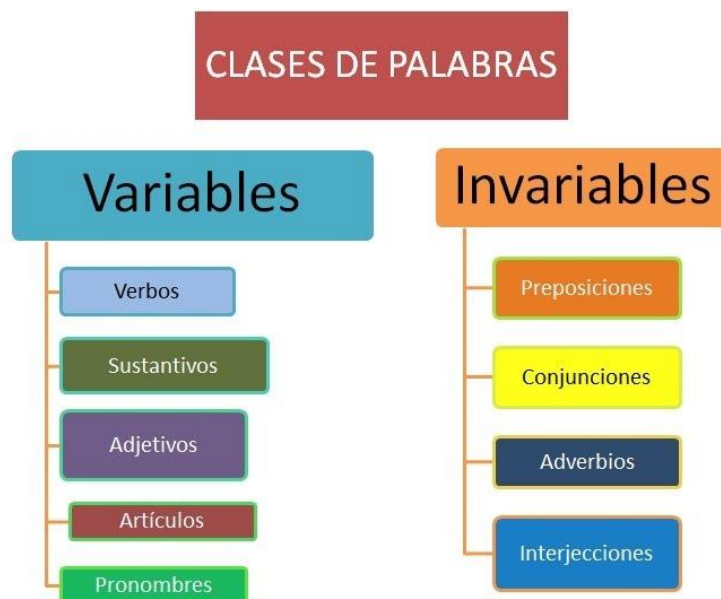 CLASES DE PALABRAS
Variables
Verbos
Sustantivos
Adjetivos
Artículos
Pronombres
Invariables
Preposiciones
Conjunciones
Adverbios
Interjecciones